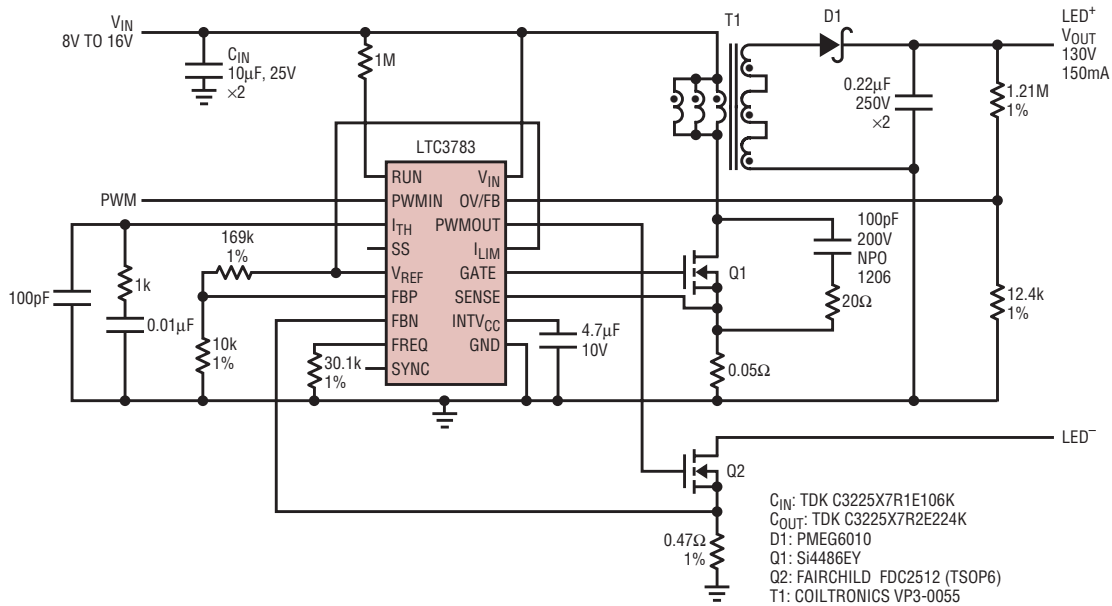 VIN
8V TO 16V
CIN
10μF, 25V
×2
1M
T1
D1
LED+
VOUT
130V
150mA
0.22μF
250V
×2
1.21M
1%
LTC3783
RUN
PWMIN
ITH
SS
VREF
FBP
FBN
FREQ
SYNC
VIN
OV/FB
PWMOUT
ILIM
GATE
SENSE
INTVCC
GND
PWM
169k
1%
1k
100pF
0.01μF
10k
1%
30.1k
1%
4.7μF
10V
Q1
100pF
200V
NPO
1206
20Ω
12.4k
1%
0.05Ω
LED–
Q2
0.47Ω
1%
CIN: TDK C3225X7R1E106K
COUT: TDK C3225X7R2E224K
D1: PMEG6010
Q1: Si4486EY
Q2: FAIRCHILD FDC2512 (TSOP6)
T1: COILTRONICS VP3-0055